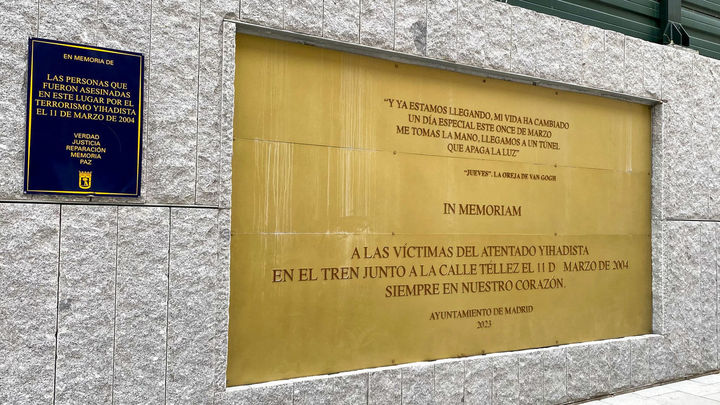 EN MEMORIA DE
LAS PERSONAS QUE
FUERON ASESINADAS
EN ESTE LUGAR POR EL
TERRORISMO YIHADISTA
EL 11 DE MARZO DE 2004
VERDAD
JUSTICIA
REPARACIÓN
MEMORIA
PAZ
“Y YA ESTAMOS LLEGANDO, MI VIDA HA CAMBIADO
UN DÍA ESPECIAL ESTE ONCE DE MARZO
ME TOMAS LA MANO, LLEGAMOS A UN TÚNEL
QUE APAGA LA LUZ”
“JUEVES”. LA OREJA DE VAN GOGH
IN MEMORIAM
A LAS VÍCTIMAS DEL ATENTADO YIHADISTA
EN EL TREN JUNTO A LA CALLE TÉLLEZ EL 11 D MARZO DE 2004
SIEMPRE EN NUESTRO CORAZÓN.
AYUNTAMIENTO DE MADRID
2023